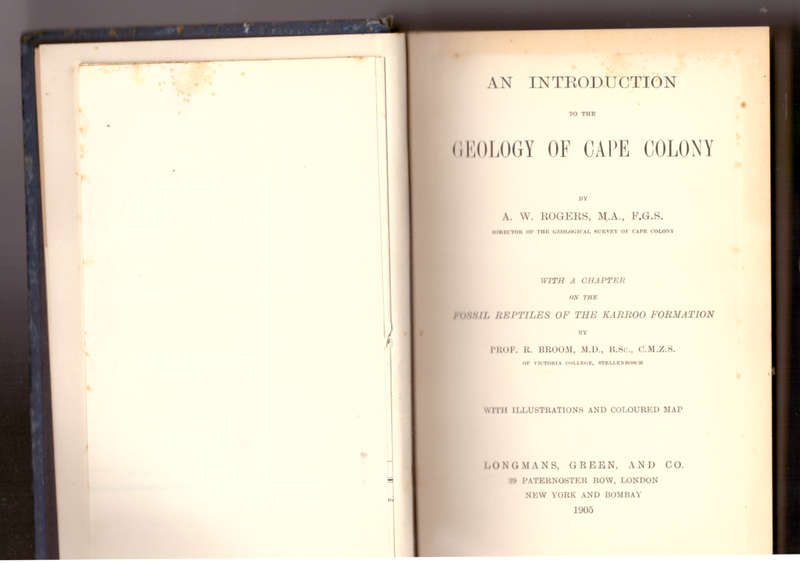 AN INTRODUCTION
TO THE
GEOLOGY OF CAPE COLONY
BY
A. W. ROGERS, M.A., F.G.S.
DIRECTOR OF THE GEOLOGICAL SURVEY OF CAPE COLONY
WITH A CHAPTER
ON THE
FOSSIL REPTILES OF THE KARROO FORMATION
BY
PROF. R. BROOM, M.D., B.Sc., C.M.Z.S.
OF VICTORIA COLLEGE, STELLENBOSCH
WITH ILLUSTRATIONS AND COLOURED MAP
LONGMANS, GREEN, AND CO.
39 PATERNOSTER ROW, LONDON
NEW YORK AND BOMBAY
1905